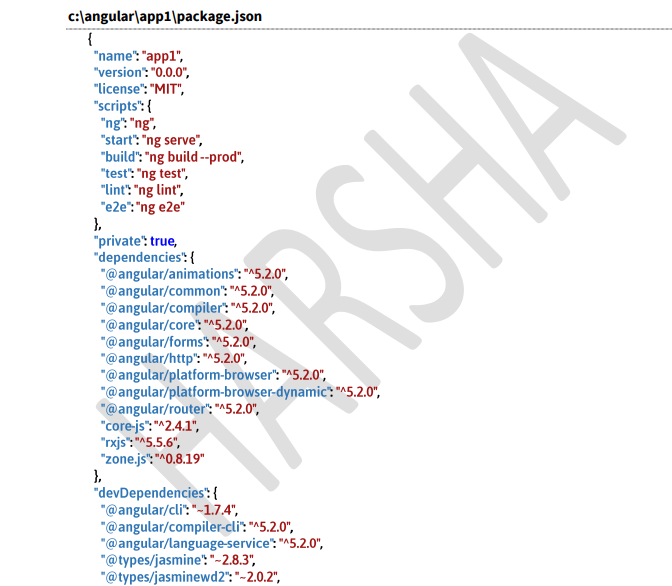 c:\angular\app1\package.json
{
"name": "app1",
"version": "0.0.0",
"license": "MIT",
"scripts": {
"ng": "ng",
"start": "ng serve",
"build": "ng build --prod",
"test": "ng test",
"lint": "ng lint",
"e2e": "ng e2e"
},
"private": true,
"dependencies": {
"@angular/animations": "^5.2.0",
"@angular/common": "^5.2.0",
"@angular/compiler": "^5.2.0",
"@angular/core": "^5.2.0",
"@angular/forms": "^5.2.0",
"@angular/http": "^5.2.0",
"@angular/platform-browser": "^5.2.0",
"@angular/platform-browser-dynamic": "^5.2.0",
"@angular/router": "^5.2.0",
"core-js": "^2.4.1",
"rxjs": "^5.5.6",
"zone.js": "^0.8.19"
},
"devDependencies": {
"@angular/cli": "~1.7.4",
"@angular/compiler-cli": "^5.2.0",
"@angular/language-service": "^5.2.0",
"@types/jasmine": "~2.8.3",
"@types/jasminewd2": "~2.0.2",
HARSHA